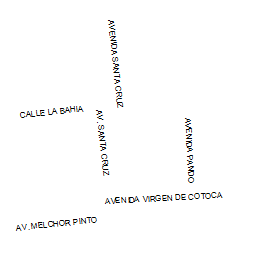 AVENIDA SANTA CRUZ
CALLE LA BAHIA
AV. SANTA CRUZ
AVENIDA PANDO
AVENIDA VIRGEN DE COTOCA
AV. MELCHOR PINTO